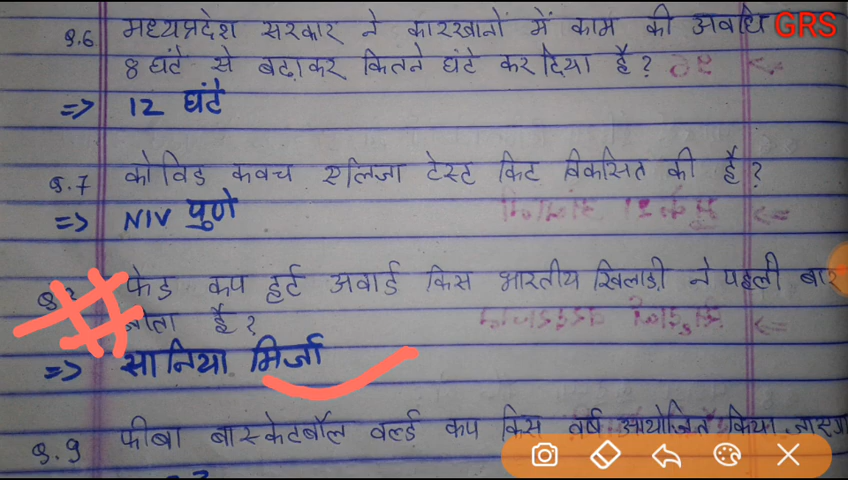 GRS
Q.6 मध्यप्रदेश सरकार ने कारखानों में काम की अवधि
8 घंटे से बढ़ाकर कितने घंटे कर दिया है?
=> 12 घंटे
Q.7 कोविड कवच एलिजा टेस्ट किट विकसित की है?
=> NIV पुणे
फेड कप हर्ट अवार्ड किस भारतीय खिलाडी ने पहली बार
जीता है?
=> सानिया मिर्जा
Q.9 फीबा बास्केटबॉल वर्ल्ड कप किस वर्ष आयोजित किया